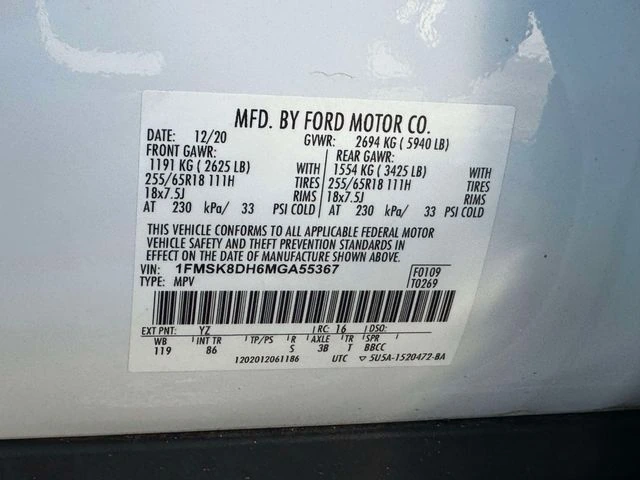 MFD. BY FORD MOTOR CO.
DATE: 12/20 GVWR: 2694 KG ( 5940 LB)
FRONT GAWR: REAR GAWR:
1191 KG ( 2625 LB) WITH 1554 KG ( 3425 LB) WITH
255/65R18 111H TIRES 255/65R18 111H TIRES
18x7.5J RIMS 18x7.5J RIMS
AT 230 kPa/ 33 PSI COLD AT 230 kPa/ 33 PSI COLD
THIS VEHICLE CONFORMS TO ALL APPLICABLE FEDERAL MOTOR
VEHICLE SAFETY AND THEFT PREVENTION STANDARDS IN
EFFECT ON THE DATE OF MANUFACTURE SHOWN ABOVE.
VIN: 1FMSK8DH6MGA55367 F0109
TYPE: MPV T0269
EXT PNT: YZ RC: 16 DSO:
WB INT TR TP/PS R AXLE TR SPR
119 86 S 3B T BBCC
1202012061186 UTC 5U5A-1520472-BA